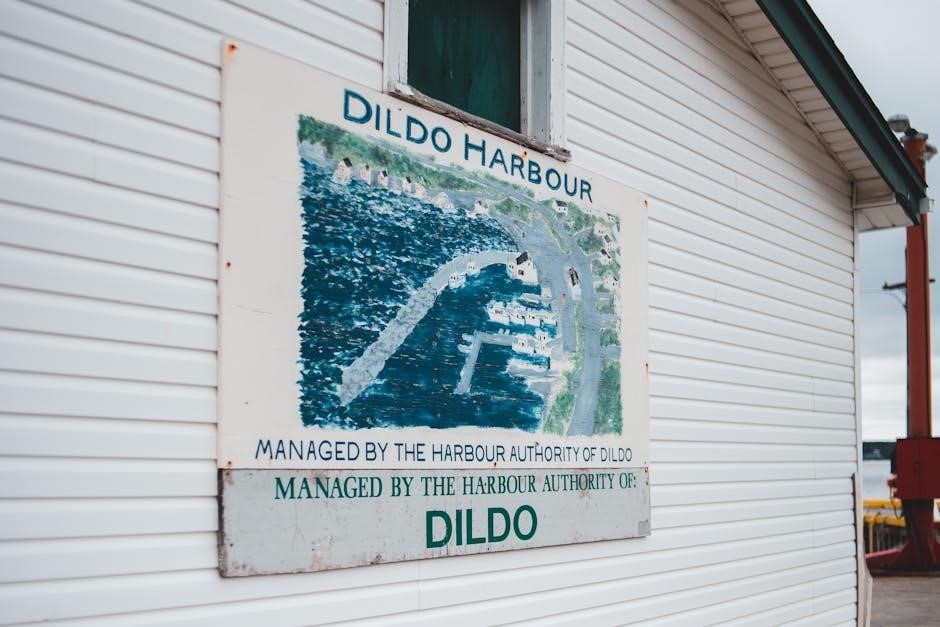 DILDO HARBOUR
MANAGED BY THE HARBOUR AUTHORITY OF DILDO
MANAGED BY THE HARBOUR AUTHORITY OF:
DILDO